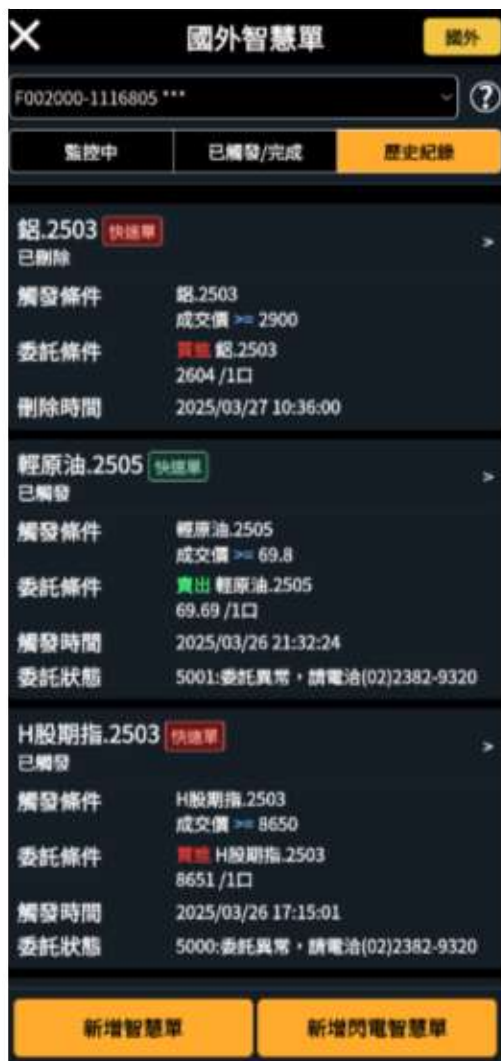 國外智慧單
國外
F002000-1116805 ***
監控中
已觸發/完成
歷史紀錄
鋁.2503 快速單
已刪除
觸發條件
鋁.2503
成交價 >= 2900
委託條件
買進 鋁.2503
2604 /1口
刪除時間
2025/03/27 10:36:00
輕原油.2505 快速單
已觸發
觸發條件
輕原油.2505
成交價 >= 69.8
委託條件
賣出 輕原油.2505
69.69 /1口
觸發時間
2025/03/26 21:32:24
委託狀態
5001:委託異常，請電洽(02)2382-9320
H股期指.2503 快速單
已觸發
觸發條件
H股期指.2503
成交價 >= 8650
委託條件
買進 H股期指.2503
8651 /1口
觸發時間
2025/03/26 17:15:01
委託狀態
5000:委託異常，請電洽(02)2382-9320
新增智慧單
新增閃電智慧單